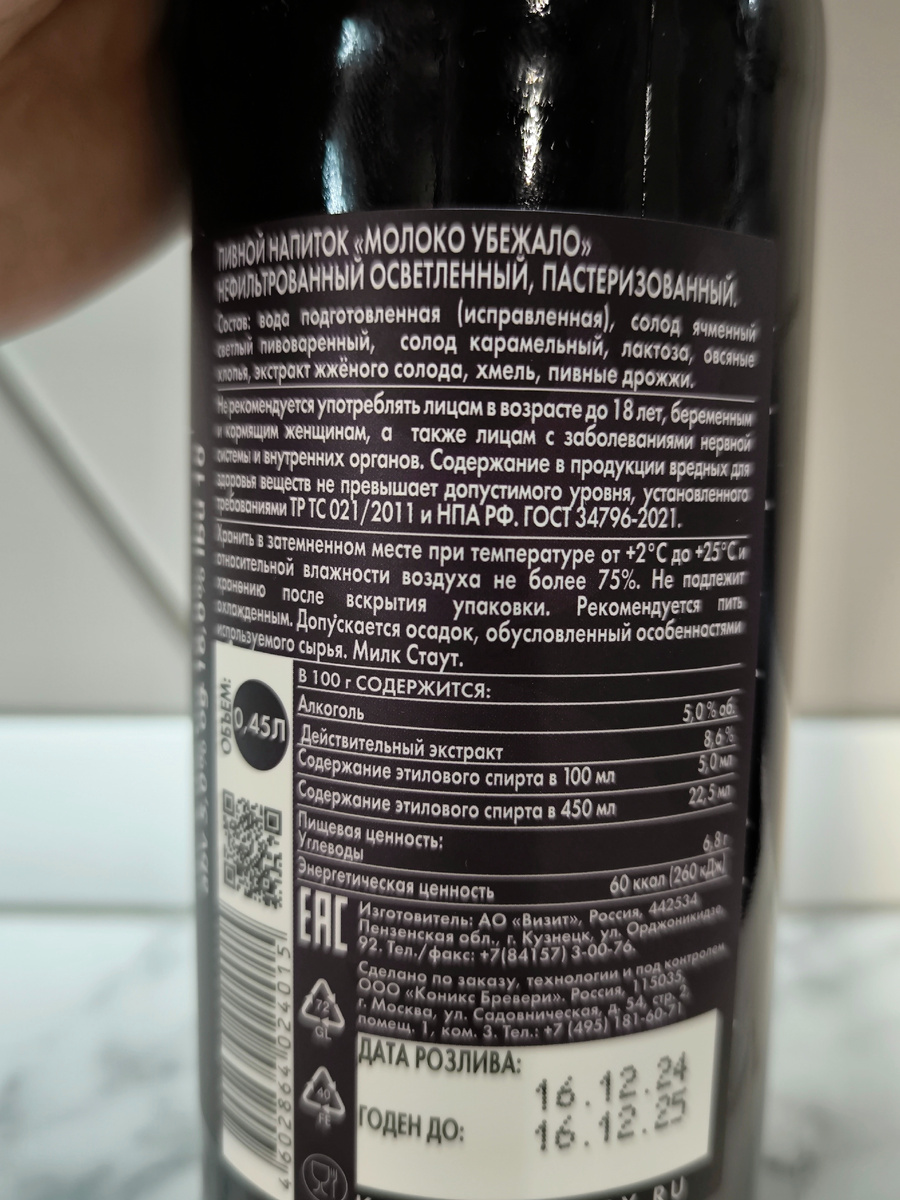 ПИВНОЙ НАПИТОК «МОЛОКО УБЕЖАЛО»
НЕФИЛЬТРОВАННЫЙ ОСВЕТЛЕННЫЙ, ПАСТЕРИЗОВАННЫЙ.
Состав: вода подготовленная (исправленная), солод ячменный
светлый пивоваренный, солод карамельный, лактоза, овсяные
хлопья, экстракт жжёного солода, хмель, пивные дрожжи.
Не рекомендуется употреблять лицам в возрасте до 18 лет, беременным
и кормящим женщинам, а также лицам с заболеваниями нервной
системы и внутренних органов. Содержание в продукции вредных для
здоровья веществ не превышает допустимого уровня, установленного
требованиями ТР ТС 021/2011 и НПА РФ. ГОСТ 34796-2021.
Хранить в затемненном месте при температуре от +2°C до +25°C и
относительной влажности воздуха не более 75%. Не подлежит
хранению после вскрытия упаковки. Рекомендуется пить
охлажденным. Допускается осадок, обусловленный особенностями
используемого сырья. Милк Стаут.
ОБЪЕМ:
0,45Л
В 100 г СОДЕРЖИТСЯ:
Алкоголь 5,0 % об.
Действительный экстракт 8,6 %
Содержание этилового спирта в 100 мл 5,0 мл
Содержание этилового спирта в 450 мл 22,5 мл
Пищевая ценность:
Углеводы 6,8 г
Энергетическая ценность 60 ккал (260 кДж)
EAC
Изготовитель: АО «Визит», Россия, 442534,
Пензенская обл., г. Кузнецк, ул. Орджоникидзе,
92. Тел./факс: +7(84157) 3-00-76.
Сделано по заказу, технологии и под контролем
ООО «Коникс Бревери», Россия, 115035,
г. Москва, ул. Садовническая, д. 54, стр. 2,
помещ. 1, ком. 3. Тел.: +7 (495) 181-60-71
72
GL
40
FE
ДАТА РОЗЛИВА: 16.12.24
ГОДЕН ДО: 16.12.25
4 602864 024015